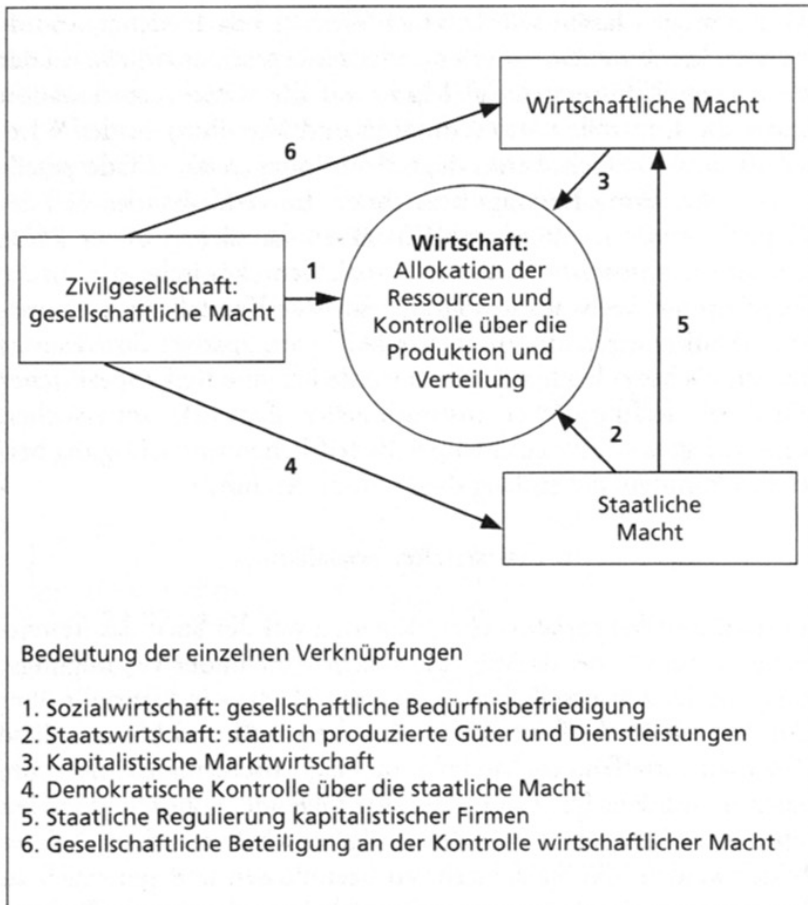 Wirtschaftliche Macht
6
3
Wirtschaft:
Allokation der
Ressourcen und
Kontrolle über die
Produktion und
Verteilung
Zivilgesellschaft:
gesellschaftliche Macht
1
5
2
4
Staatliche
Macht
Bedeutung der einzelnen Verknüpfungen
1. Sozialwirtschaft: gesellschaftliche Bedürfnisbefriedigung
2. Staatswirtschaft: staatlich produzierte Güter und Dienstleistungen
3. Kapitalistische Marktwirtschaft
4. Demokratische Kontrolle über die staatliche Macht
5. Staatliche Regulierung kapitalistischer Firmen
6. Gesellschaftliche Beteiligung an der Kontrolle wirtschaftlicher Macht